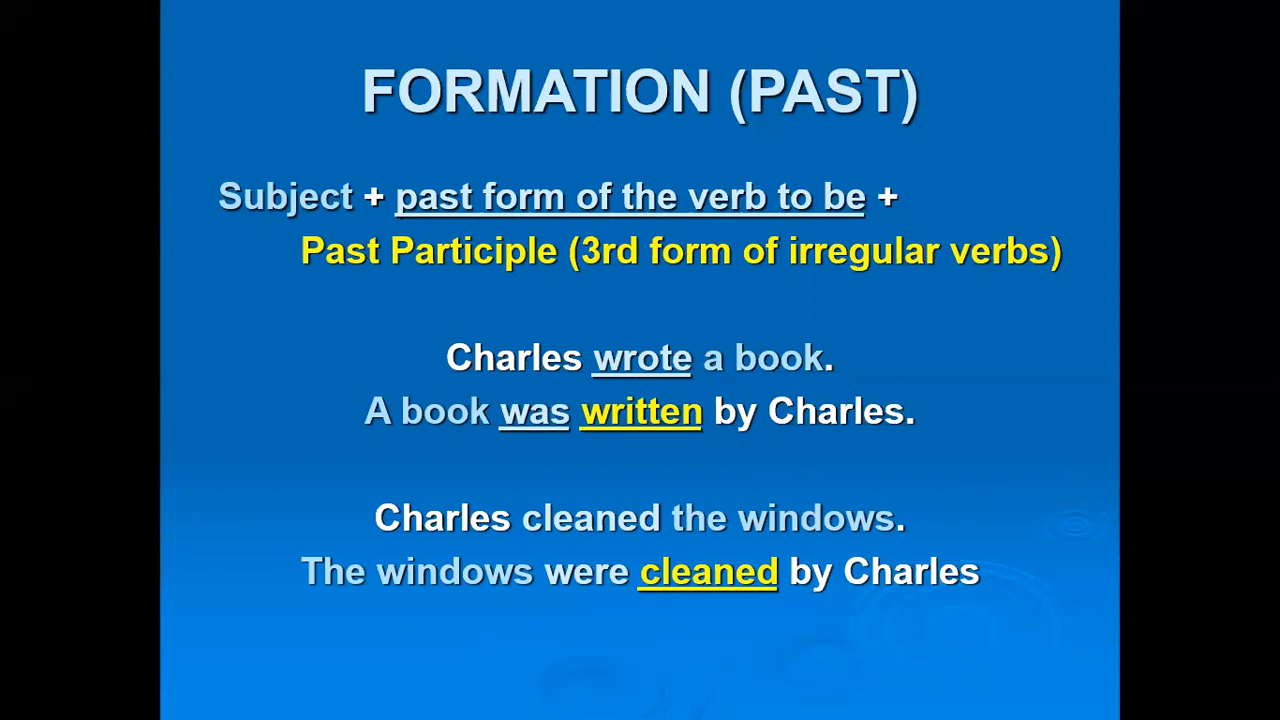 FORMATION (PAST)
Subject + past form of the verb to be +
Past Participle (3rd form of irregular verbs)
Charles wrote a book.
A book was written by Charles.
Charles cleaned the windows.
The windows were cleaned by Charles